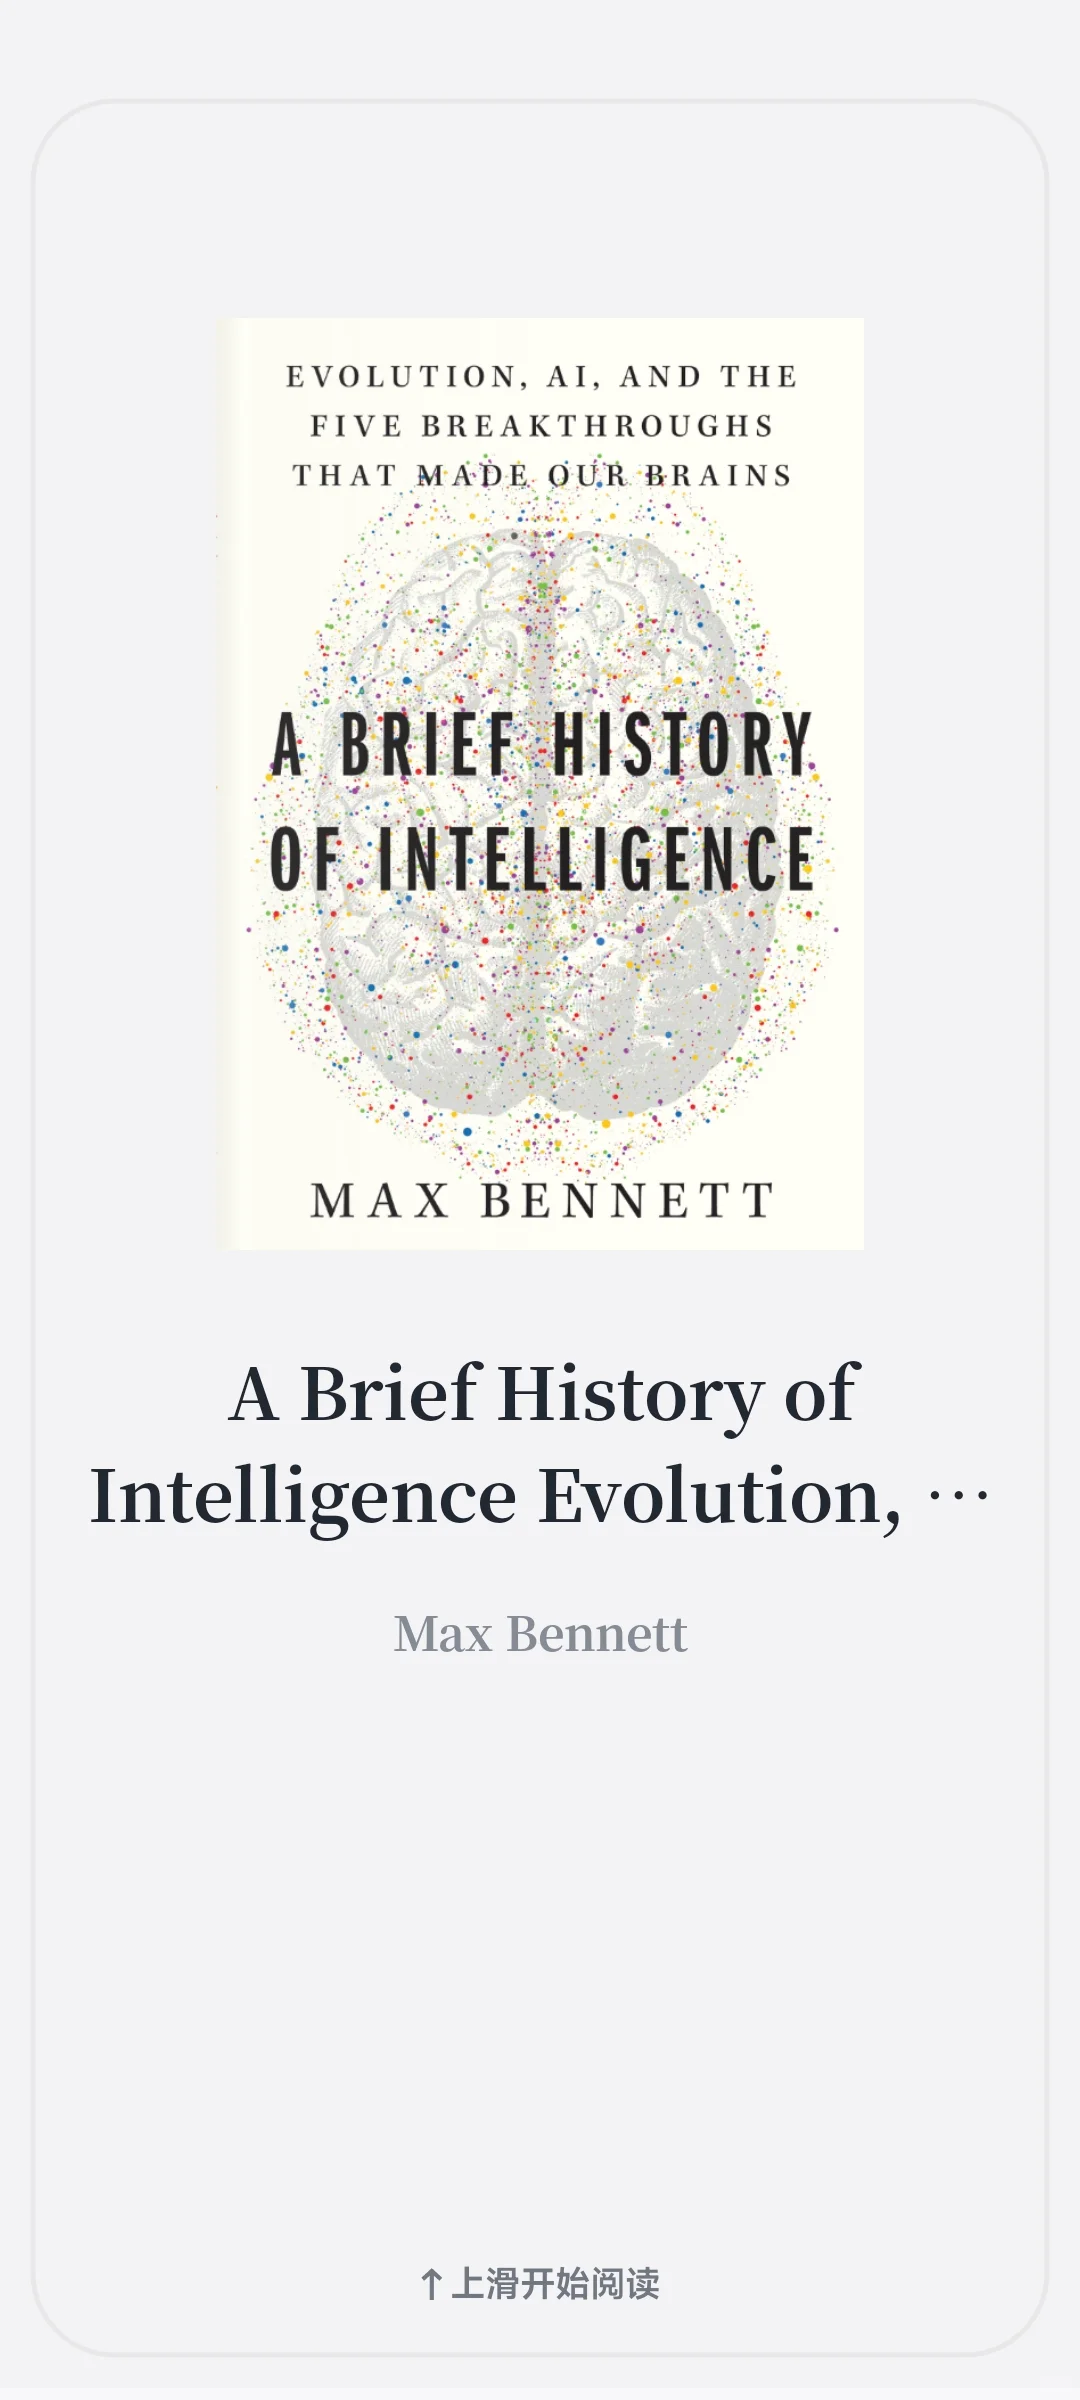 EVOLUTION, AI, AND THE
FIVE BREAKTHROUGHS
THAT MADE OUR BRAINS
A BRIEF HISTORY
OF INTELLIGENCE
MAX BENNETT
A Brief History of
Intelligence Evolution, ···
Max Bennett
↑上滑开始阅读